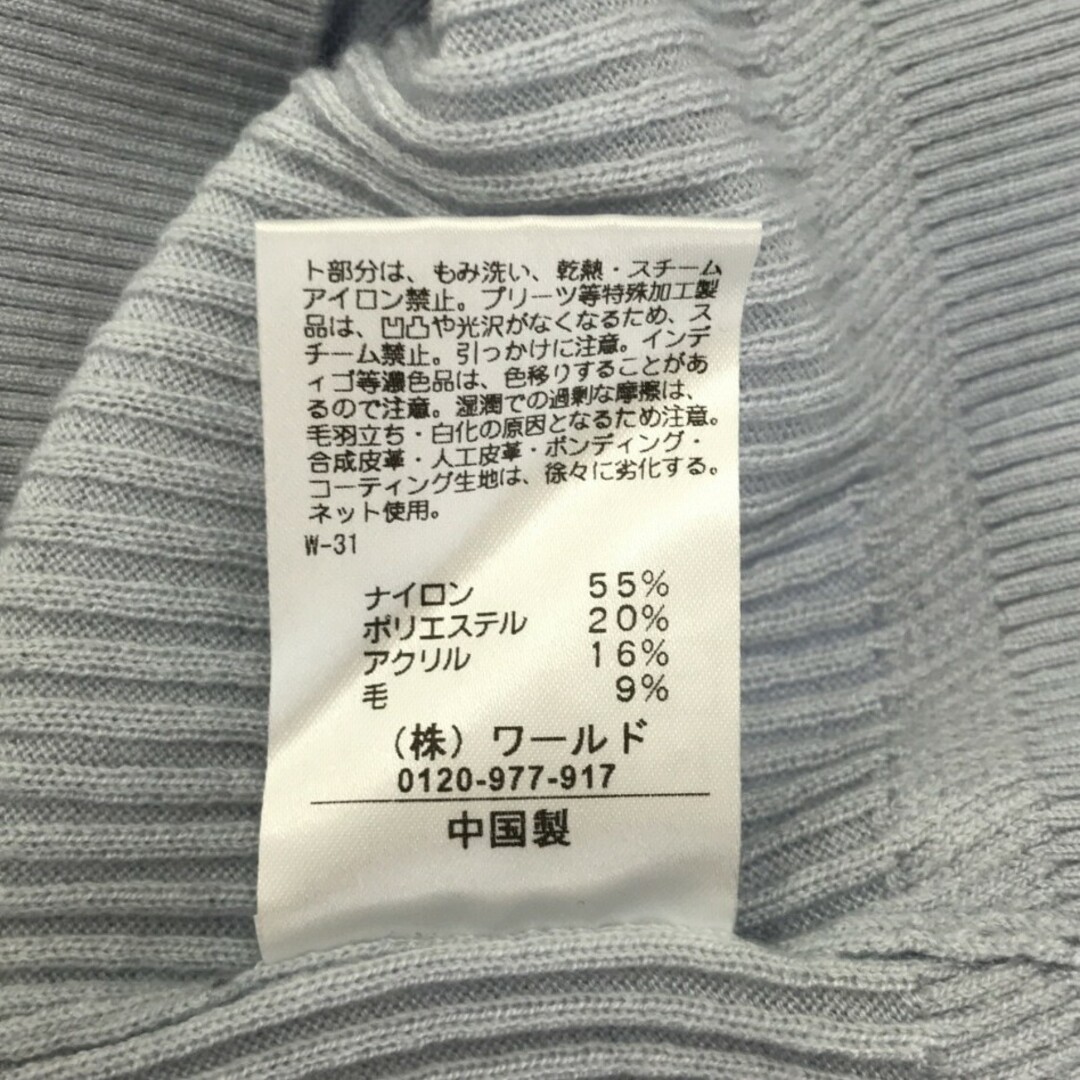 ト部分は、もみ洗い、乾熱・スチーム
アイロン禁止。プリーツ等特殊加工製
品は、凹凸や光沢がなくなるため、ス
チーム禁止。引っかけに注意。インデ
ィゴ等濃色品は、色移りすることがあ
るので注意。湿潤での過剰な摩擦は、
毛羽立ち・白化の原因となるため注意。
合成皮革・人工皮革・ボンディング・
コーティング生地は、徐々に劣化する。
ネット使用。
W-31
ナイロン 55%
ポリエステル 20%
アクリル 16%
毛 9%
(株) ワールド
0120-977-917
中国製